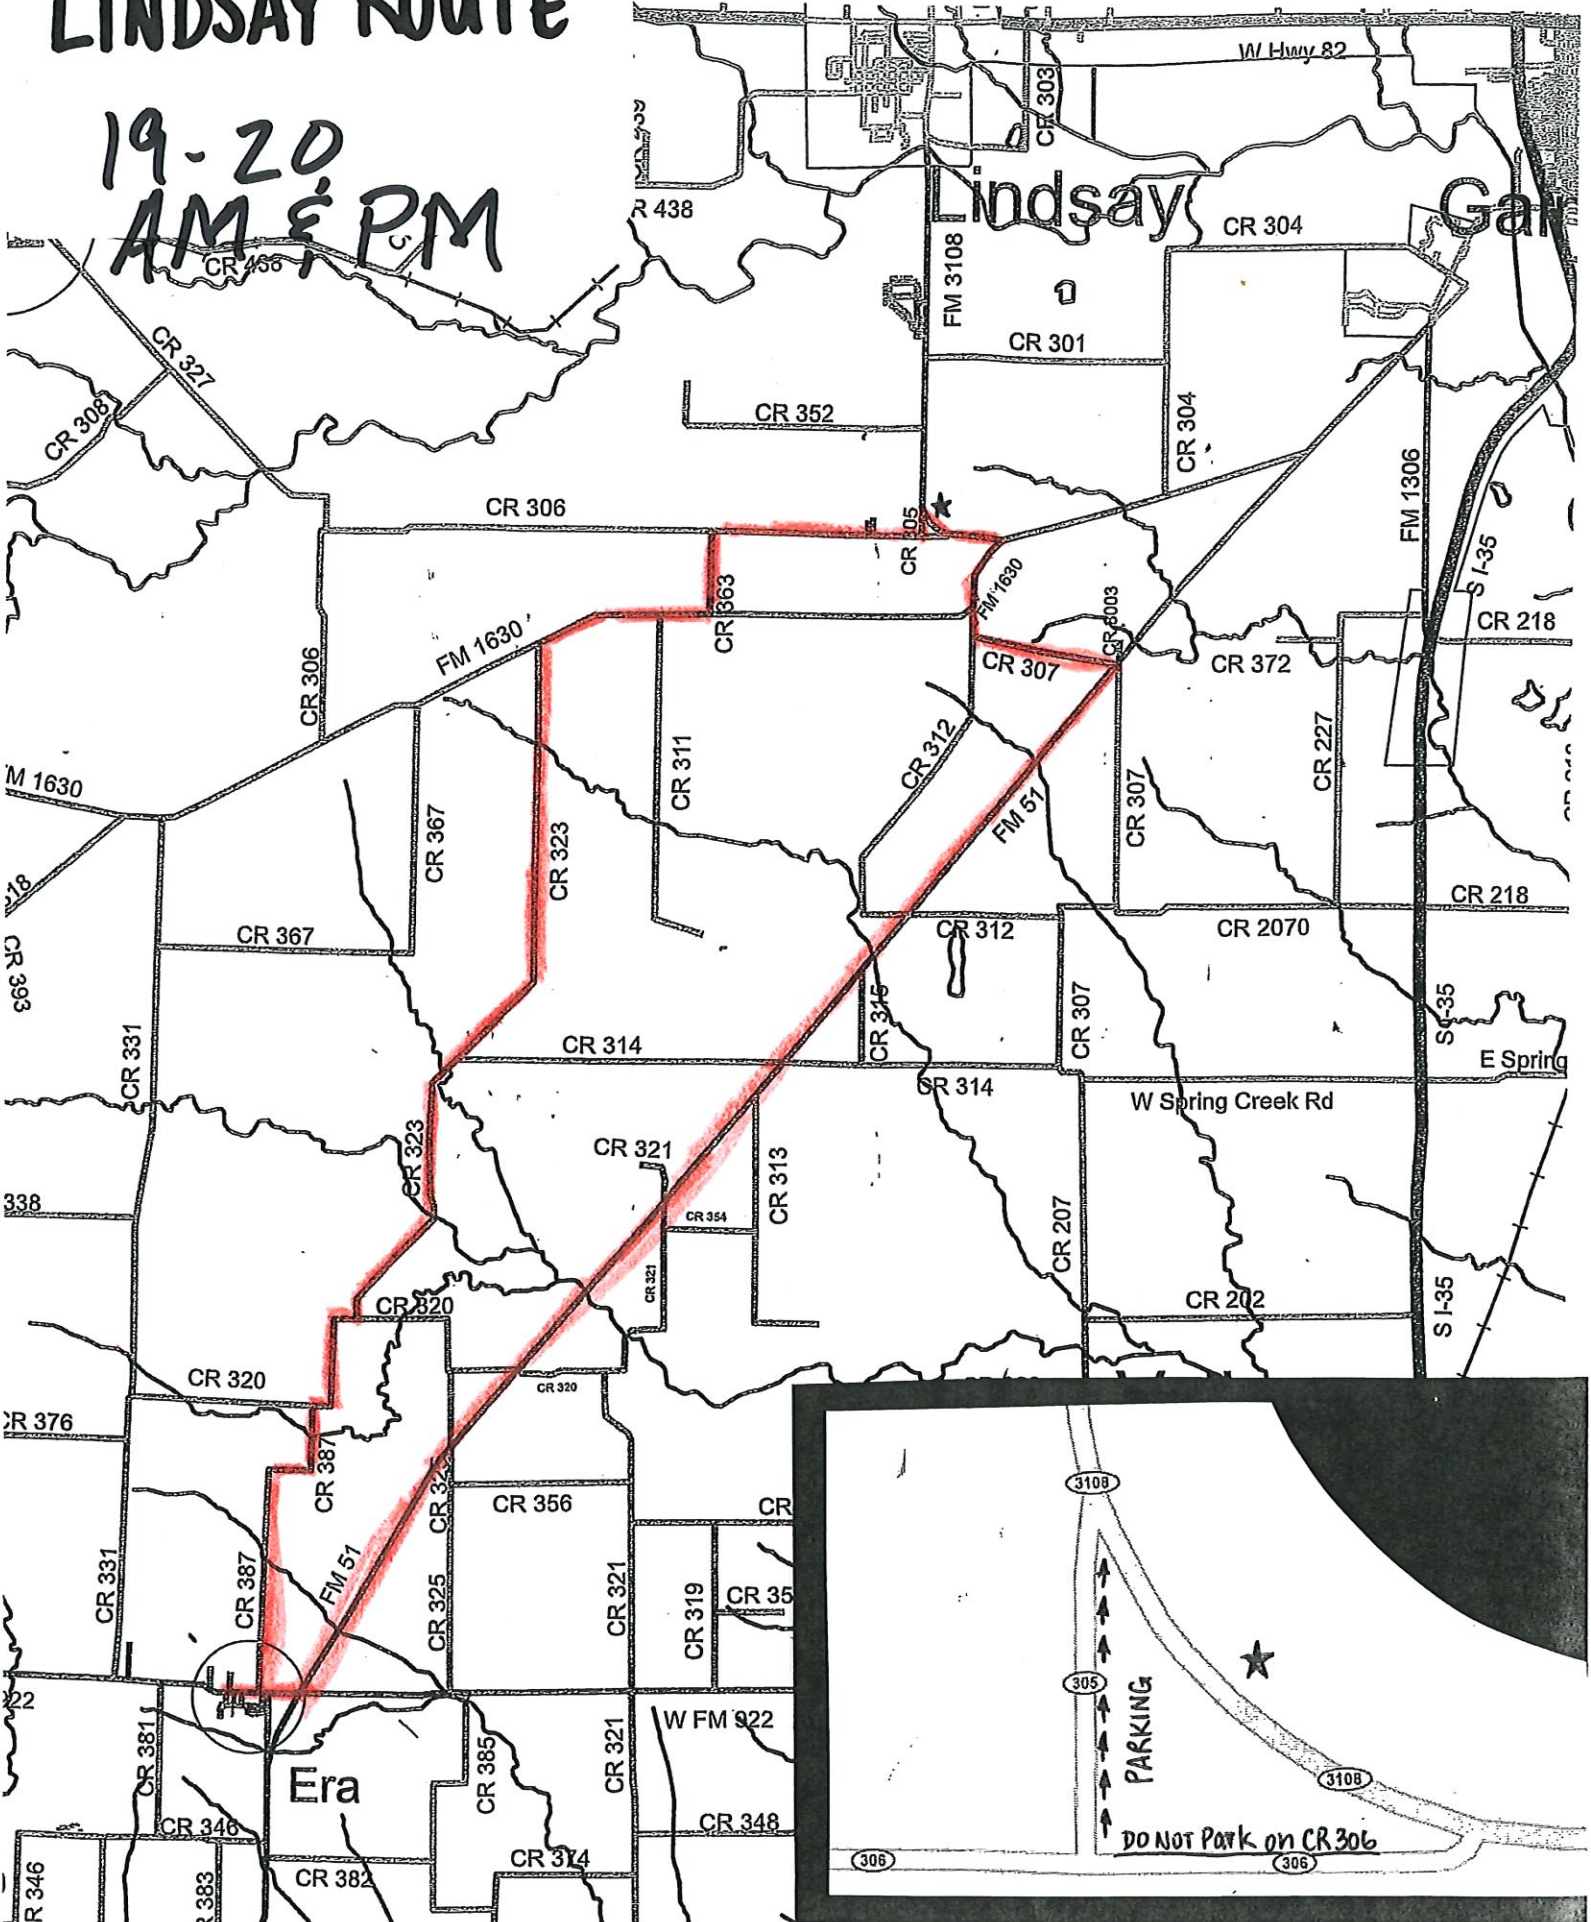 LINDSAY ROUTE
19-20
AM & PM
W Hwy 82
CR 303
R 438
Lindsay
CR 304
CR 438
FM 3108
CR 327
CR 301
CR 308
CR 352
CR 304
FM 1306
CR 306
S I-35
CR 363
FM 1630
CR 8003
CR 218
FM 1630
CR 307
CR 372
CR 306
CR 312
CR 311
CR 227
M 1630
FM 51
CR 307
CR 367
CR 323
CR 218
CR 367
CR 312
CR 2070
CR 393
CR 315
CR 307
CR 331
CR 314
E Spring
CR 314
W Spring Creek Rd
CR 323
CR 321
CR 313
338
CR 354
CR 207
CR 321
CR 320
CR 202
S I-35
CR 320
CR 320
CR 376
CR 387
3108
CR 356
CR
CR 331
CR 387
FM 51
CR 325
CR 321
CR 319
CR 35
305
PARKING
W FM 922
CR 381
CR 385
CR 321
Era
3108
CR 346
CR 348
DO NOT Park on CR 306
306
306
CR 382
CR 374
R 346
R 383